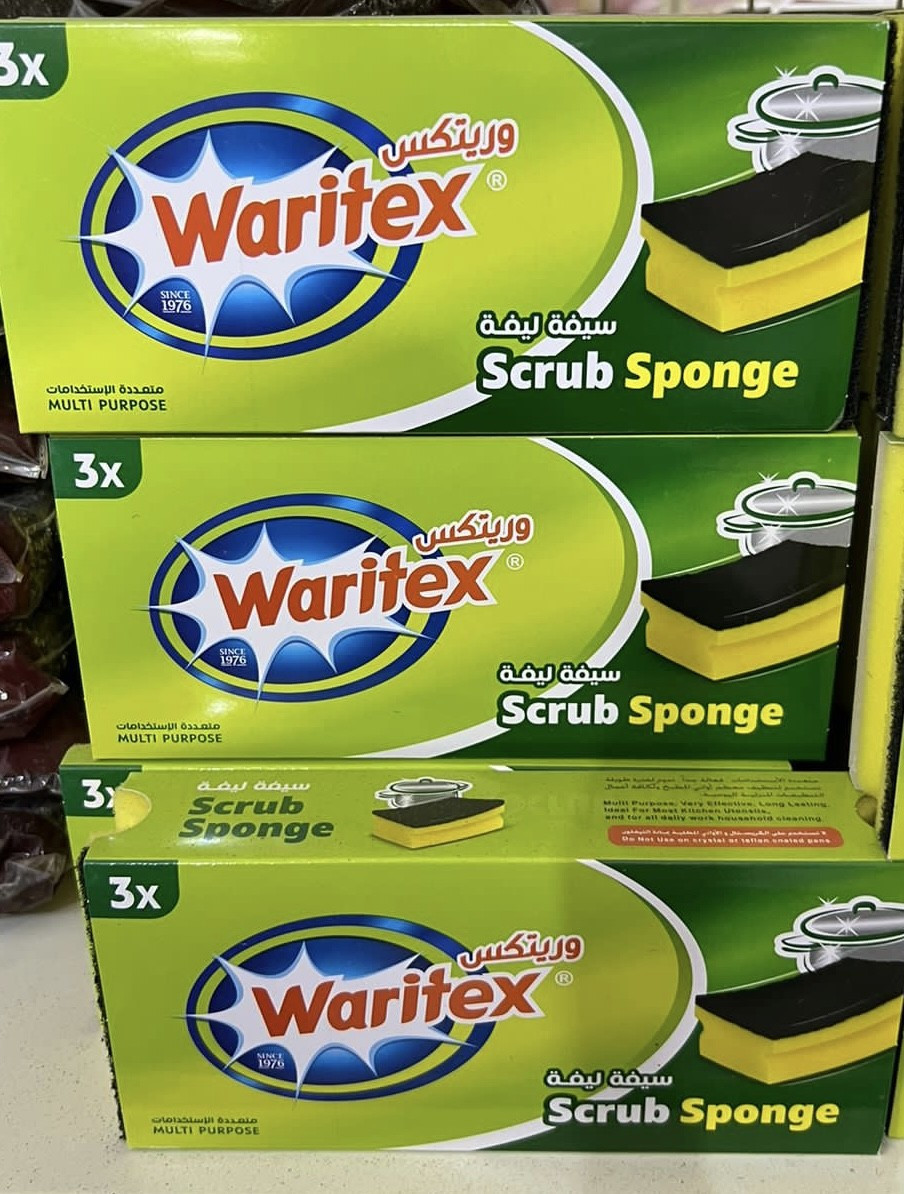 3x
وريتكس
Waritex®
SINCE
1976
سيفة ليفة
Scrub Sponge
متعددة الإستخدامات
MULTI PURPOSE
3x
وريتكس
Waritex®
SINCE
1976
سيفة ليفة
Scrub Sponge
متعددة الإستخدامات
MULTI PURPOSE
3x
سيفة ليفة
Scrub
Sponge
Multi Purpose, Very Effective, Long Lasting.
Ideal For Most Kitchen Utensils,
and for all daily work household cleaning.
Do Not Use on crystal or teflon coated pans
3x
وريتكس
Waritex®
SINCE
1976
سيفة ليفة
Scrub Sponge
متعددة الإستخدامات
MULTI PURPOSE